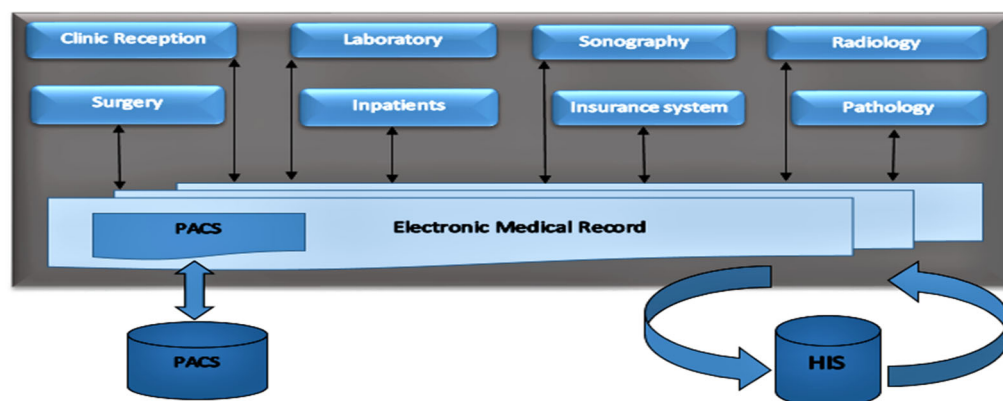 Clinic Reception
Laboratory
Sonography
Radiology
Surgery
Inpatients
Insurance system
Pathology
PACS
Electronic Medical Record
PACS
HIS